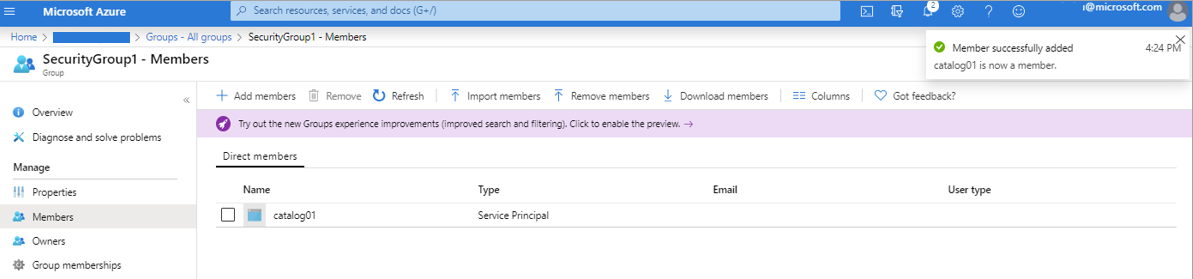 Microsoft Azure
Search resources, services, and docs (G+/)
2
@microsoft.com
Home > > Groups - All groups > SecurityGroup1 - Members
SecurityGroup1 - Members
Group
Member successfully added 4:24 PM
catalog01 is now a member.
«
Add members Remove Refresh Import members Remove members Download members Columns Got feedback?
Overview
Diagnose and solve problems
Manage
Properties
Members
Owners
Group memberships
Try out the new Groups experience improvements (improved search and filtering). Click to enable the preview. →
Direct members
Name Type Email User type
catalog01 Service Principal